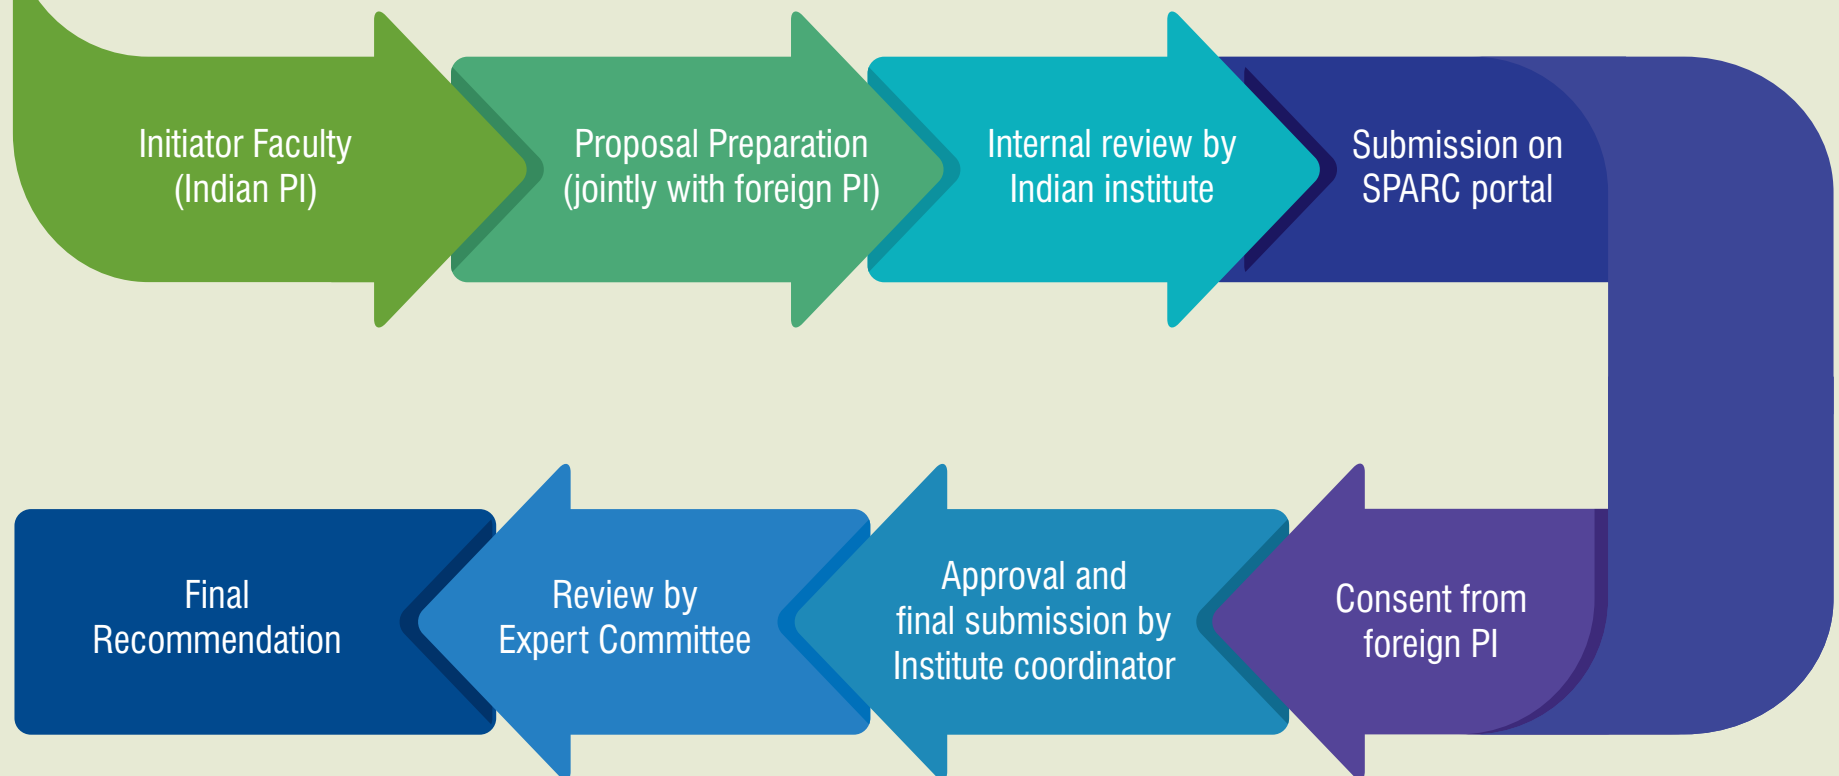 Initiator Faculty
(Indian PI)
Proposal Preparation
(jointly with foreign PI)
Internal review by
Indian institute
Submission on
SPARC portal
Consent from
foreign PI
Approval and
final submission by
Institute coordinator
Review by
Expert Committee
Final
Recommendation